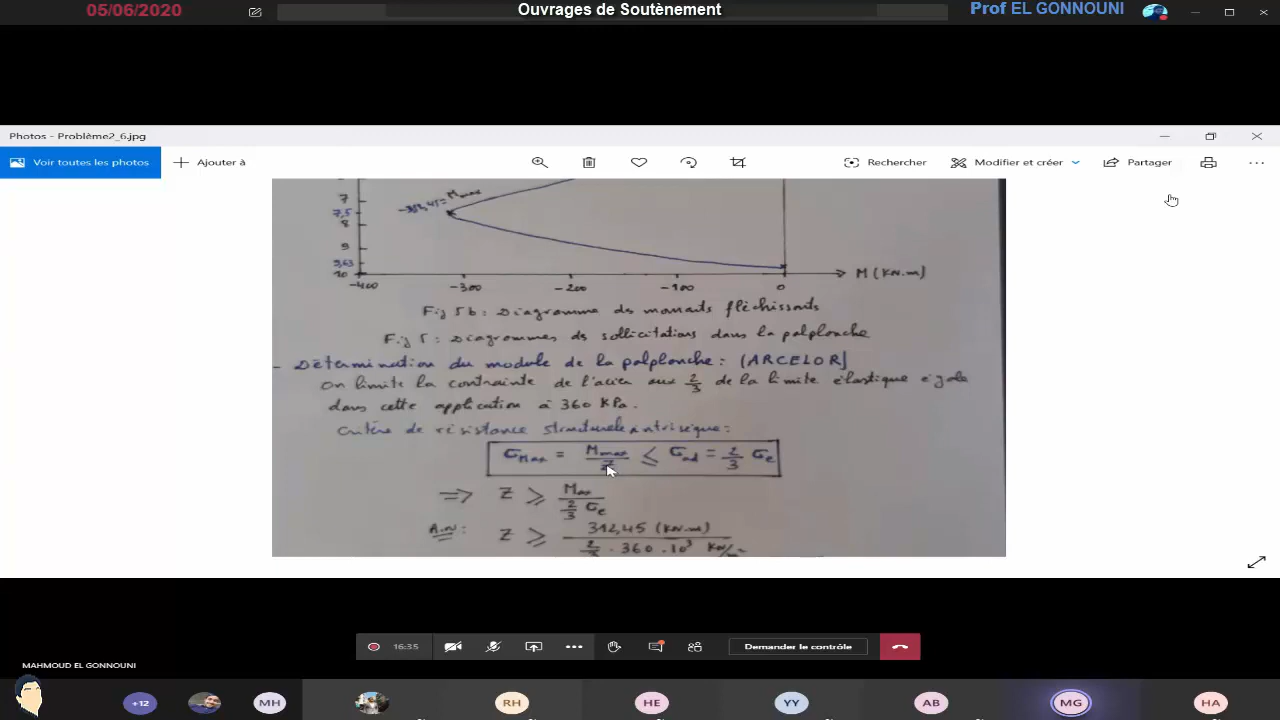 05/06/2020
Ouvrages de Soutènement
Prof EL GONNOUNI
Photos - Problème2_6.jpg
Voir toutes les photos
Ajouter à
Rechercher
Modifier et créer
Partager
7
-312,45 = Mmax
7,5
8
9
9,63
10
-400
-300
-200
-100
0
M (KN.m)
Fig 5b : Diagramme des moments fléchissants
Fig 5 : Diagrammes des sollicitations dans la palplanche
- Détermination du module de la palplanche : (ARCELOR]
On limite la contrainte de l'acier aux 2/3 de la limite élastique égale
dans cette application à 360 KPa.
Critère de résistance structurale intrisèque :
σMax = Mmax/Z ≤ σad = 2/3 σe
=> Z ≥ Max / 2/3 σe
A.N : Z ≥ 312,45 (KN.m) / 2/3 . 360 . 10³ KN/m
16:35
Demander le contrôle
MAHMOUD EL GONNOUNI
+12
MH
RH
HE
YY
AB
MG
HA